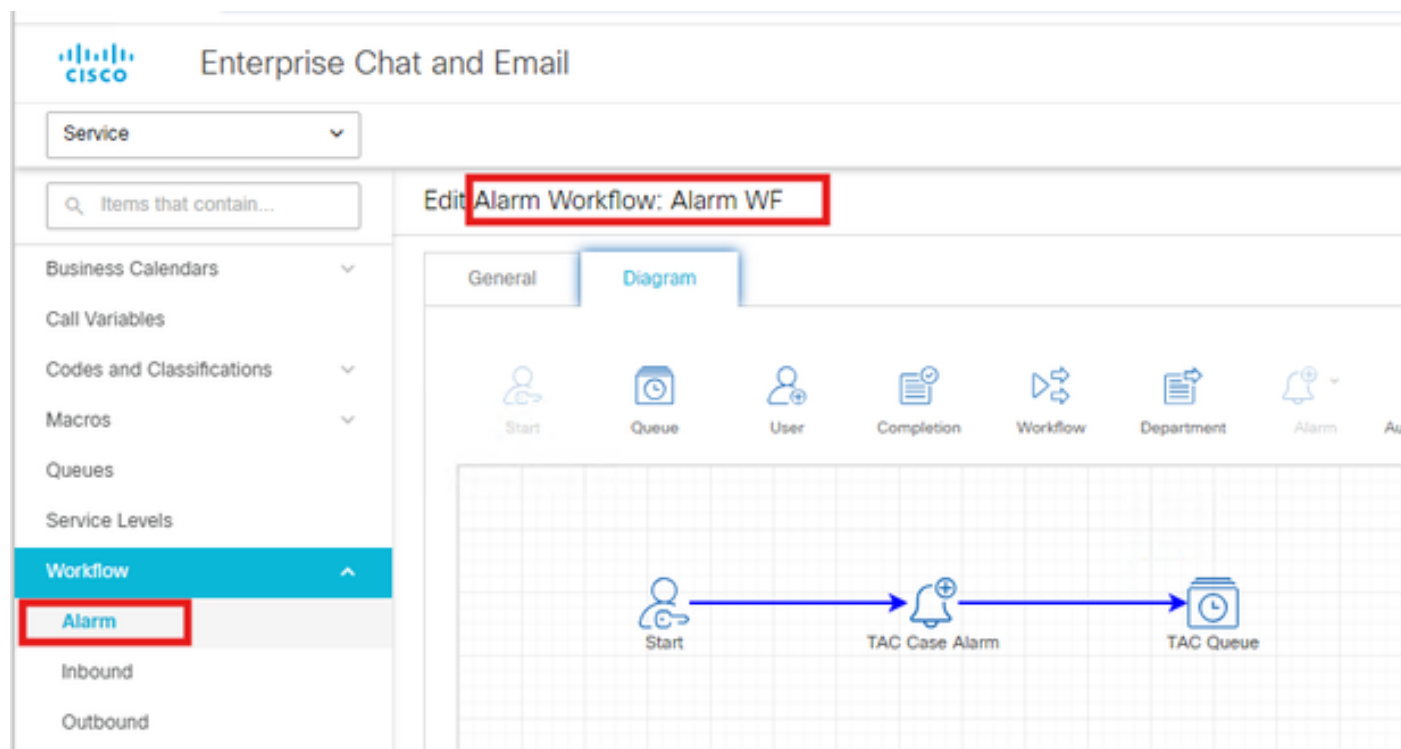 CISCO
Enterprise Chat and Email
Service
Items that contain...
Edit Alarm Workflow: Alarm WF
Business Calendars
Call Variables
Codes and Classifications
Macros
Queues
Service Levels
Workflow
Alarm
Inbound
Outbound
General
Diagram
Start
Queue
User
Completion
Workflow
Department
Alarm
Au
Start
TAC Case Alarm
TAC Queue